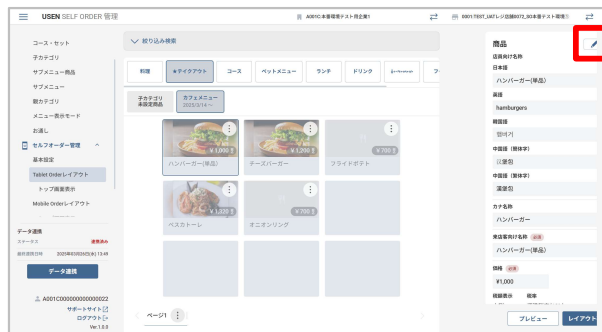 USEN SELF ORDER 管理
A001C:本番環境テスト用企業1
0001:TEST_UATレジ店舗8072_SO本番テスト環境
コース・セット
子カテゴリ
サブメニュー商品
サブメニュー
親カテゴリ
メニュー表示モード
お通し
セルフオーダー管理
基本設定
Tablet Orderレイアウト
トップ画面表示
Mobile Orderレイアウト
データ連携
ステータス 連携済み
最終連携日時 2025年03月26日(水) 13:49
データ連携
A001C00000000000022
サポートサイト
ログアウト
Ver:1.0.0
絞り込み検索
料理
★テイクアウト
コース
ペットメニュー
ランチ
ドリンク
子カテゴリ
未設定商品
カフェメニュー
2025/3/14 ～
¥1,000
ハンバーガー(単品)
¥1,200
チーズバーガー
¥700
フライドポテト
¥1,320
ペスカトーレ
¥700
オニオンリング
ページ1
商品
店員向け名称
日本語
ハンバーガー(単品)
英語
hamburgers
韓国語
햄버거
中国語（簡体字）
汉堡包
中国語（繁体字）
漢堡包
カナ名称
ハンバーガー
来店客向け名称 必須
ハンバーガー(単品)
価格 必須
¥1,000
税額表示 税率
プレビュー
レイアウト